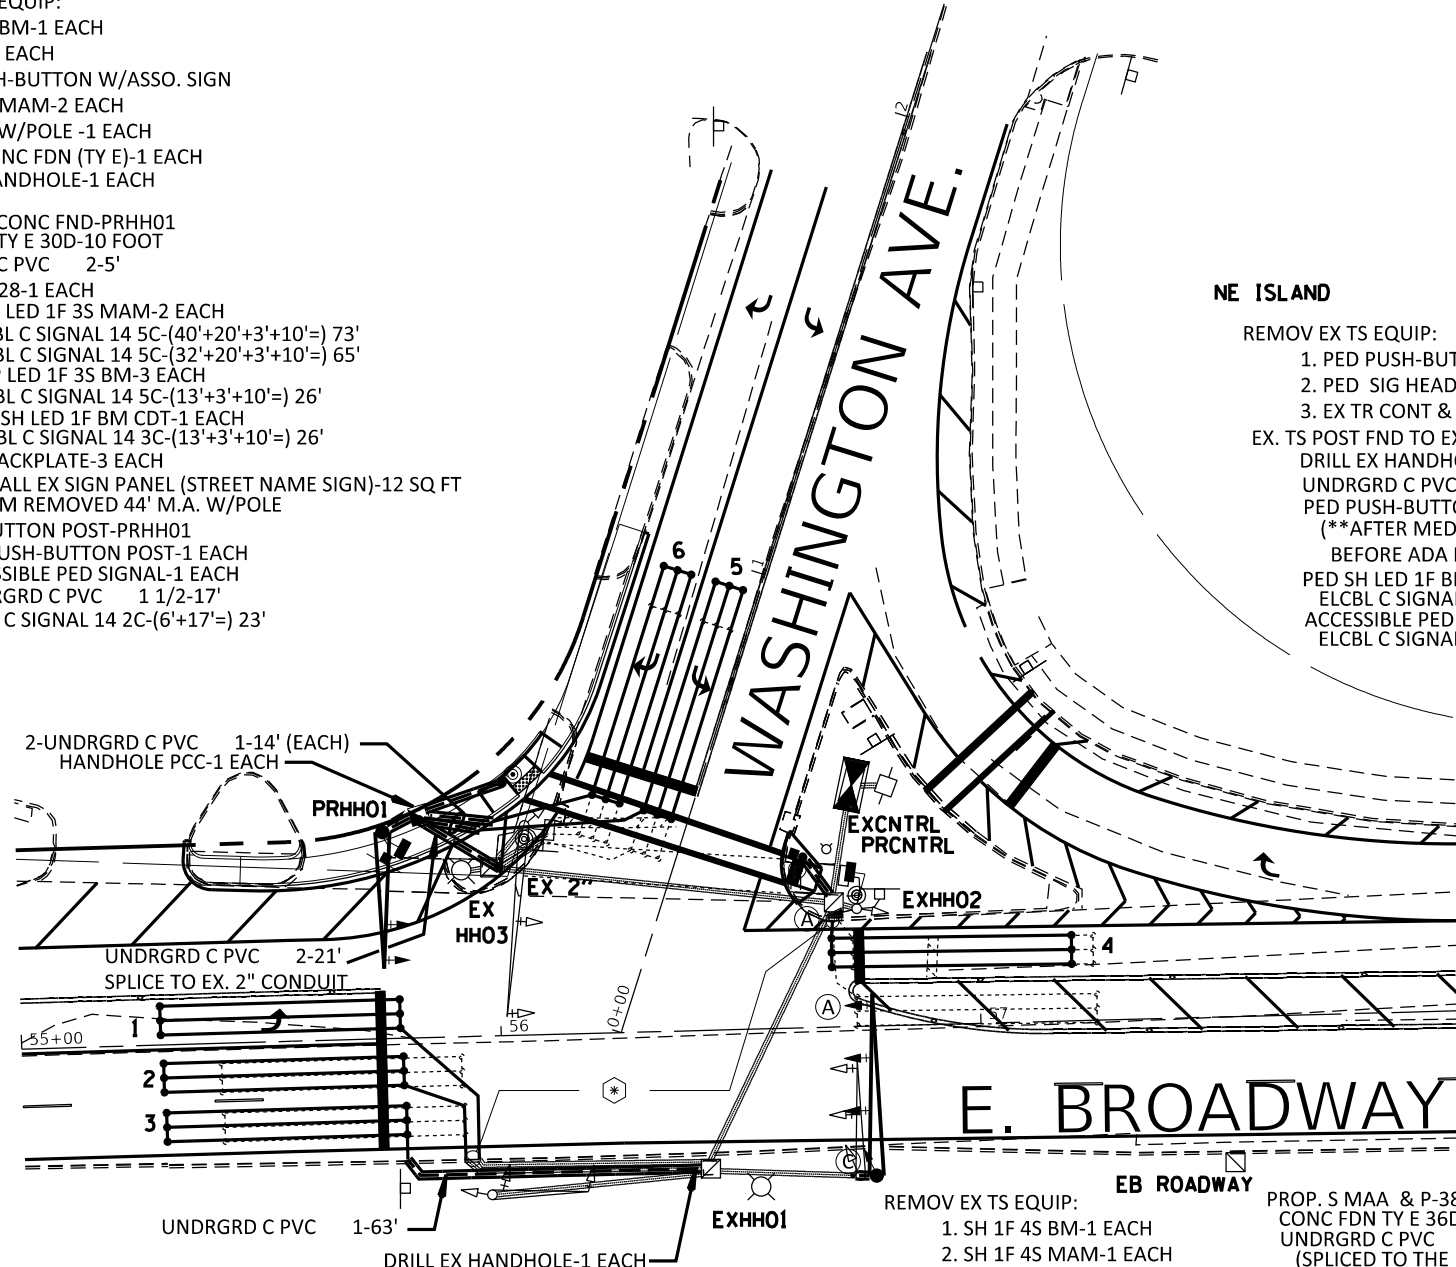 EQUIP:
BM-1 EACH
EACH
H-BUTTON W/ASSO. SIGN
MAM-2 EACH
W/POLE -1 EACH
NC FDN (TY E)-1 EACH
ANDHOLE-1 EACH
CONC FND-PRHH01
TY E 30D-10 FOOT
C PVC 2-5'
28-1 EACH
LED 1F 3S MAM-2 EACH
BL C SIGNAL 14 5C-(40'+20'+3'+10'=) 73'
BL C SIGNAL 14 5C-(32'+20'+3'+10'=) 65'
P LED 1F 3S BM-3 EACH
BL C SIGNAL 14 5C-(13'+3'+10'=) 26'
SH LED 1F BM CDT-1 EACH
BL C SIGNAL 14 3C-(13'+3'+10'=) 26'
ACKPLATE-3 EACH
ALL EX SIGN PANEL (STREET NAME SIGN)-12 SQ FT
M REMOVED 44' M.A. W/POLE
UTTON POST-PRHH01
USH-BUTTON POST-1 EACH
SSIBLE PED SIGNAL-1 EACH
RGRD C PVC 1 1/2-17'
C SIGNAL 14 2C-(6'+17'=) 23'
WASHINGTON AVE.
12
11
NE ISLAND
REMOV EX TS EQUIP:
1. PED PUSH-BUT
2. PED SIG HEAD
3. EX TR CONT &
EX. TS POST FND TO EX
DRILL EX HANDHO
UNDRGRD C PVC
PED PUSH-BUTTO
(**AFTER MED
BEFORE ADA
PED SH LED 1F B
ELCBL C SIGNAL
ACCESSIBLE PED
ELCBL C SIGNAL
6
5
2-UNDRGRD C PVC 1-14' (EACH)
HANDHOLE PCC-1 EACH
PRHH01
EXCNTRL
PRCNTRL
EX 2"
EX
HH03
EXHH02
A
4
UNDRGRD C PVC 2-21'
SPLICE TO EX. 2" CONDUIT
A
1
55+00
56
0+00
57
2
3
E. BROADWAY
C
EB ROADWAY
EXHH01
UNDRGRD C PVC 1-63'
DRILL EX HANDHOLE-1 EACH
REMOV EX TS EQUIP:
1. SH 1F 4S BM-1 EACH
2. SH 1F 4S MAM-1 EACH
PROP. S MAA & P-38
CONC FDN TY E 36D
UNDRGRD C PVC
(SPLICED TO THE